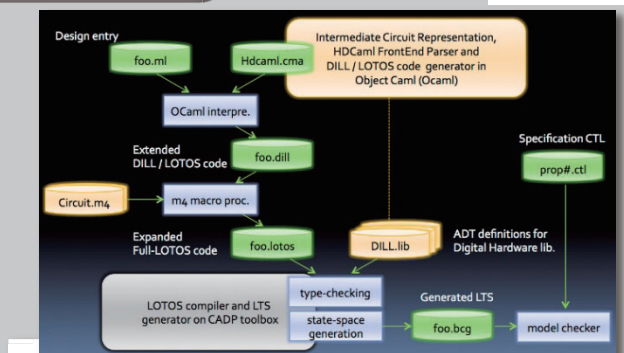 Design entry
foo.ml
Hdcaml.cma
Intermediate Circuit Representation,
HDCaml FrontEnd Parser and
DILL / LOTOS code generator in
Object Caml (Ocaml)
OCaml interpre.
Extended
DILL / LOTOS code
foo.dill
Specification CTL
prop#.ctl
Circuit.m4
m4 macro proc.
Expanded
Full-LOTOS code
foo.lotos
DILL.lib
ADT definitions for
Digital Hardware lib.
LOTOS compiler and LTS
generator on CADP toolbox
type-checking
state-space
generation
Generated LTS
foo.bcg
model checker